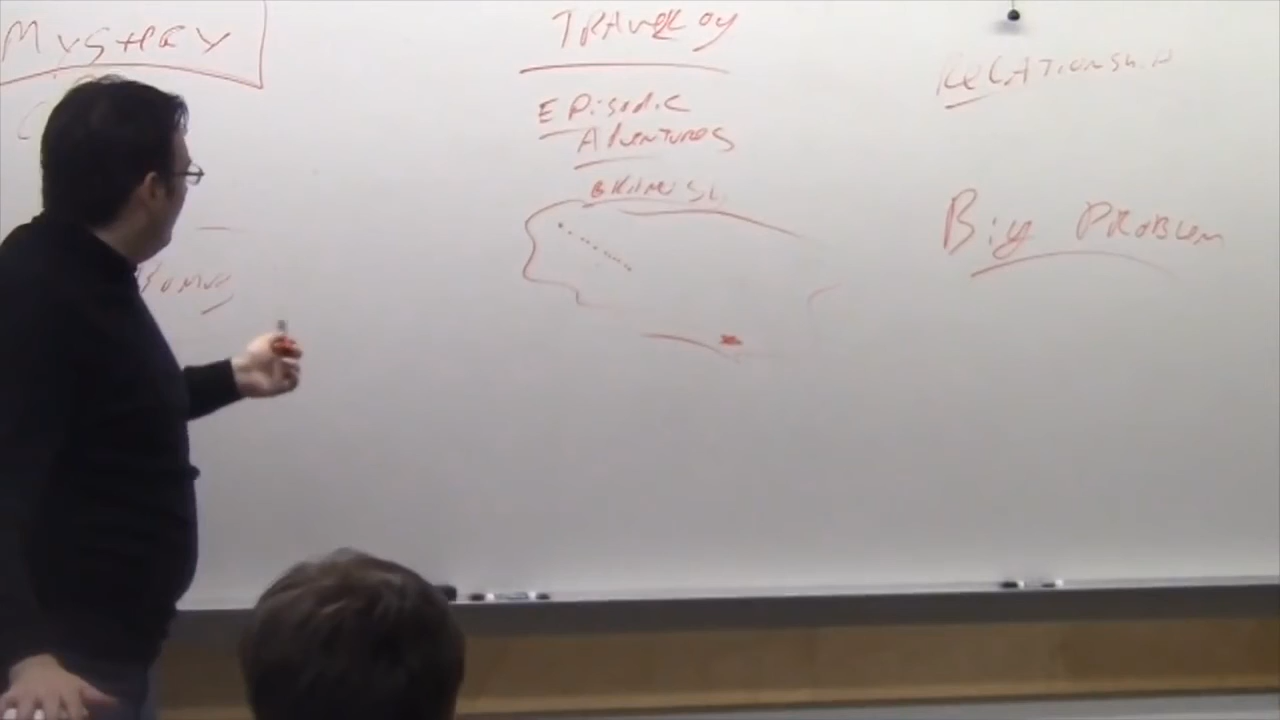 Mystery
Travelog
Episodic
Adventures
Relationship
Big Problem